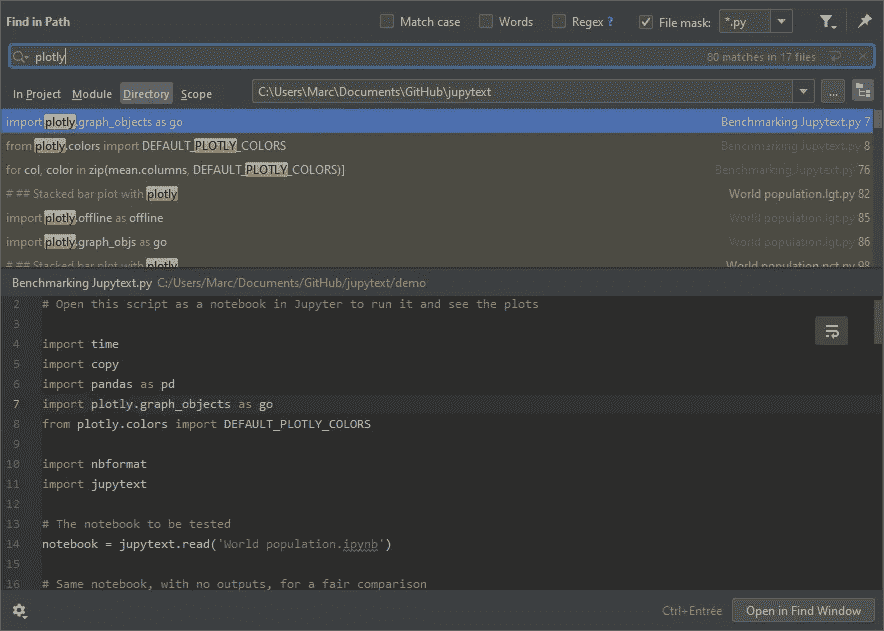 Find in Path Match case Words Regex ? File mask: *.py
plotly 80 matches in 17 files
In Project Module Directory Scope C:\Users\Marc\Documents\GitHub\jupytext ...
import plotly.graph_objects as go Benchmarking Jupytext.py 7
from plotly.colors import DEFAULT_PLOTLY_COLORS Benchmarking Jupytext.py 8
for col, color in zip(mean.columns, DEFAULT_PLOTLY_COLORS)] Benchmarking Jupytext.py 76
# ## Stacked bar plot with plotly World population.lgt.py 82
import plotly.offline as offline World population.lgt.py 85
import plotly.graph_objs as go World population.lgt.py 86
# ## Stacked bar plot with plotly World population.pct.py 98
Benchmarking Jupytext.py C:/Users/Marc/Documents/GitHub/jupytext/demo
2 # Open this script as a notebook in Jupyter to run it and see the plots
3
4 import time
5 import copy
6 import pandas as pd
7 import plotly.graph_objects as go
8 from plotly.colors import DEFAULT_PLOTLY_COLORS
9
10 import nbformat
11 import jupytext
12
13 # The notebook to be tested
14 notebook = jupytext.read('World population.ipynb')
15
16 # Same notebook, with no outputs, for a fair comparison
Ctrl+Entrée Open in Find Window